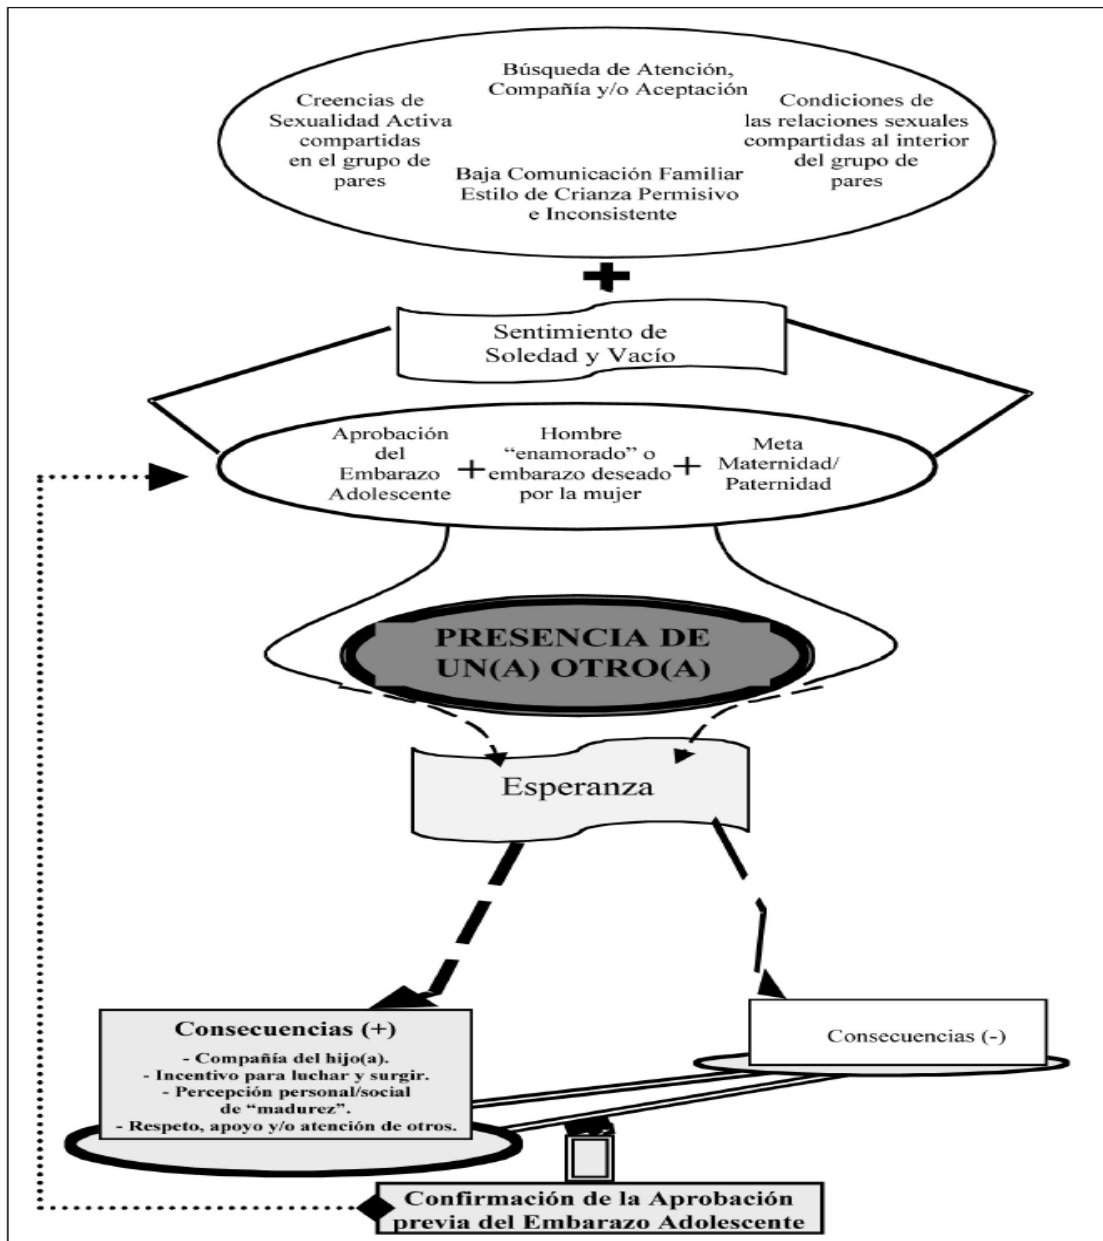 Búsqueda de Atención,
Compañía y/o Aceptación
Creencias de
Sexualidad Activa
compartidas
en el grupo de
pares
Condiciones de
las relaciones sexuales
compartidas al interior
del grupo de
pares
Baja Comunicación Familiar
Estilo de Crianza Permisivo
e Inconsistente
+
Sentimiento de
Soledad y Vacío
Aprobación
del
Embarazo
Adolescente
+
Hombre
“enamorado” o
embarazo deseado
por la mujer
+
Meta
Maternidad/
Paternidad
PRESENCIA DE
UN(A) OTRO(A)
Esperanza
Consecuencias (+)
- Compañía del hijo(a).
- Incentivo para luchar y surgir.
- Percepción personal/social
de “madurez”.
- Respeto, apoyo y/o atención de otros.
Consecuencias (-)
Confirmación de la Aprobación
previa del Embarazo Adolescente